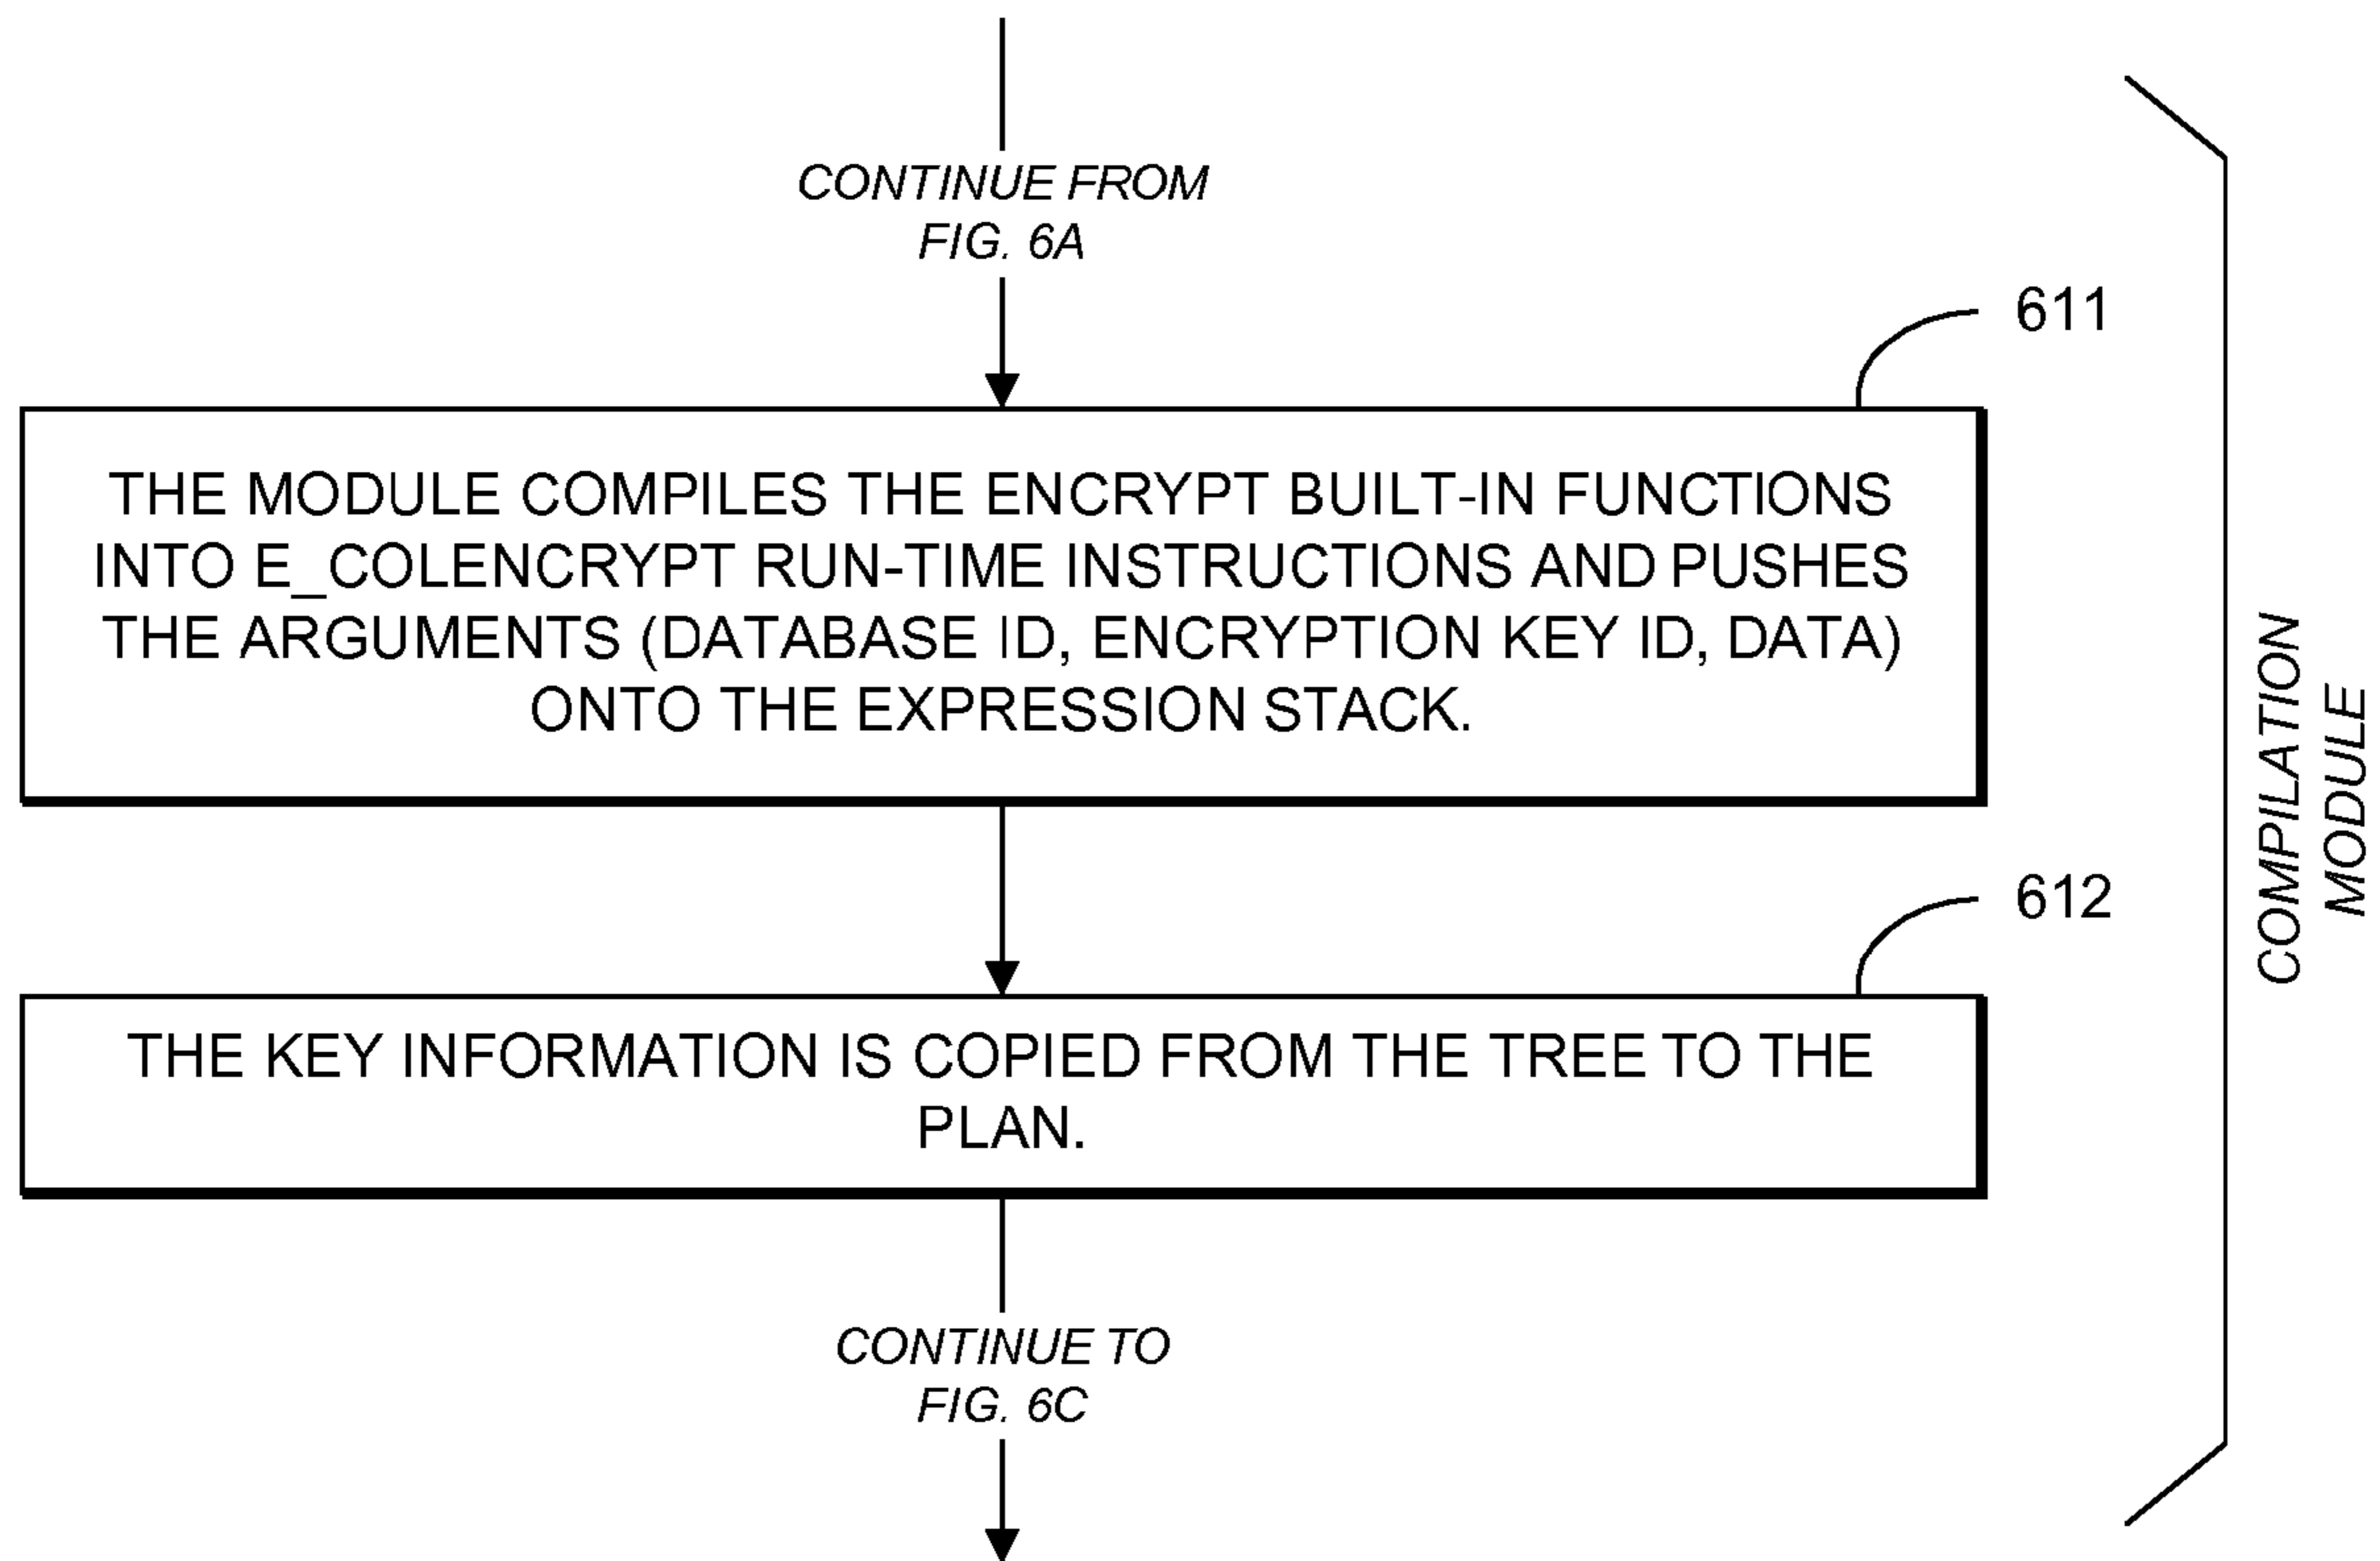 CONTINUE FROM
FIG. 6A
611
THE MODULE COMPILES THE ENCRYPT BUILT-IN FUNCTIONS
INTO E_COLENCRYPT RUN-TIME INSTRUCTIONS AND PUSHES
THE ARGUMENTS (DATABASE ID, ENCRYPTION KEY ID, DATA)
ONTO THE EXPRESSION STACK.
612
THE KEY INFORMATION IS COPIED FROM THE TREE TO THE
PLAN.
CONTINUE TO
FIG. 6C
COMPILATION
MODULE